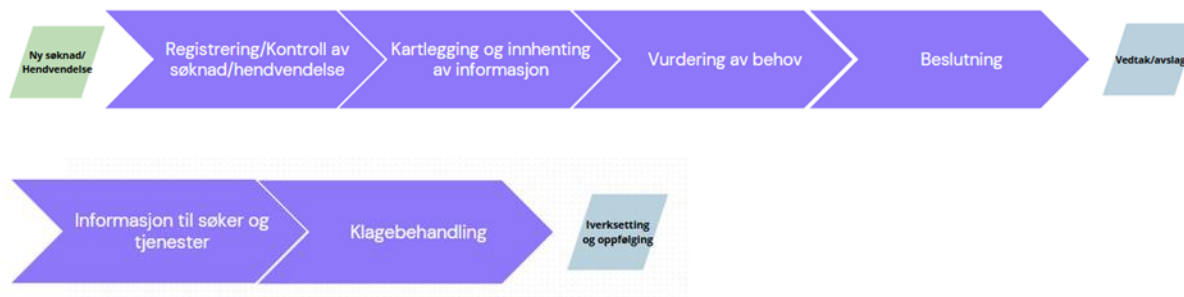 Ny søknad/
Hendvendelse
Registrering/Kontroll av
søknad/hendvendelse
Kartlegging og innhenting
av informasjon
Vurdering av behov
Beslutning
Vedtak/avslag
Informasjon til søker og
tjenester
Klagebehandling
Iverksetting
og oppfølging